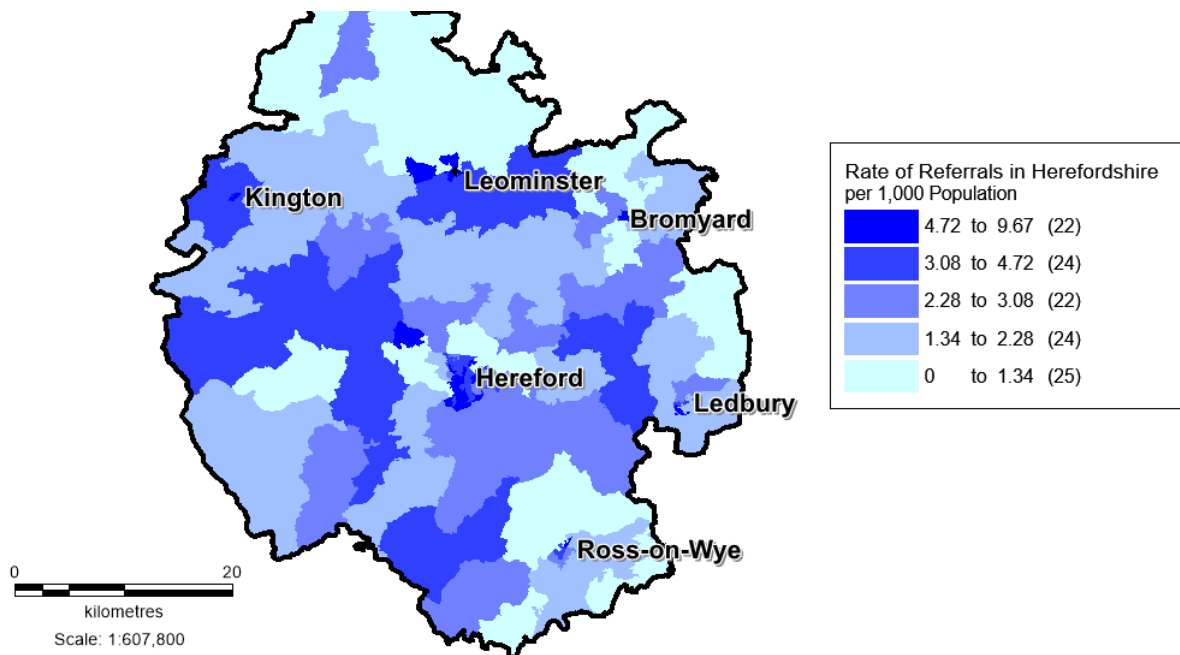 Kington
Leominster
Bromyard
Hereford
Ledbury
Ross-on-Wye
0 20
kilometres
Scale: 1:607,800
Rate of Referrals in Herefordshire
per 1,000 Population
4.72 to 9.67 (22)
3.08 to 4.72 (24)
2.28 to 3.08 (22)
1.34 to 2.28 (24)
0 to 1.34 (25)